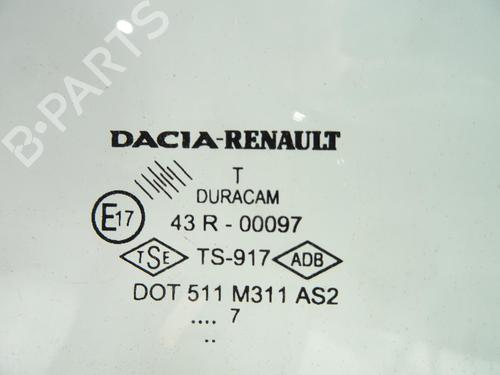 B-PARTS
DACIA-RENAULT
T
DURACAM
E17 43 R - 00097
TSE TS-917 ADB
DOT 511 M311 AS2
.... 7
..